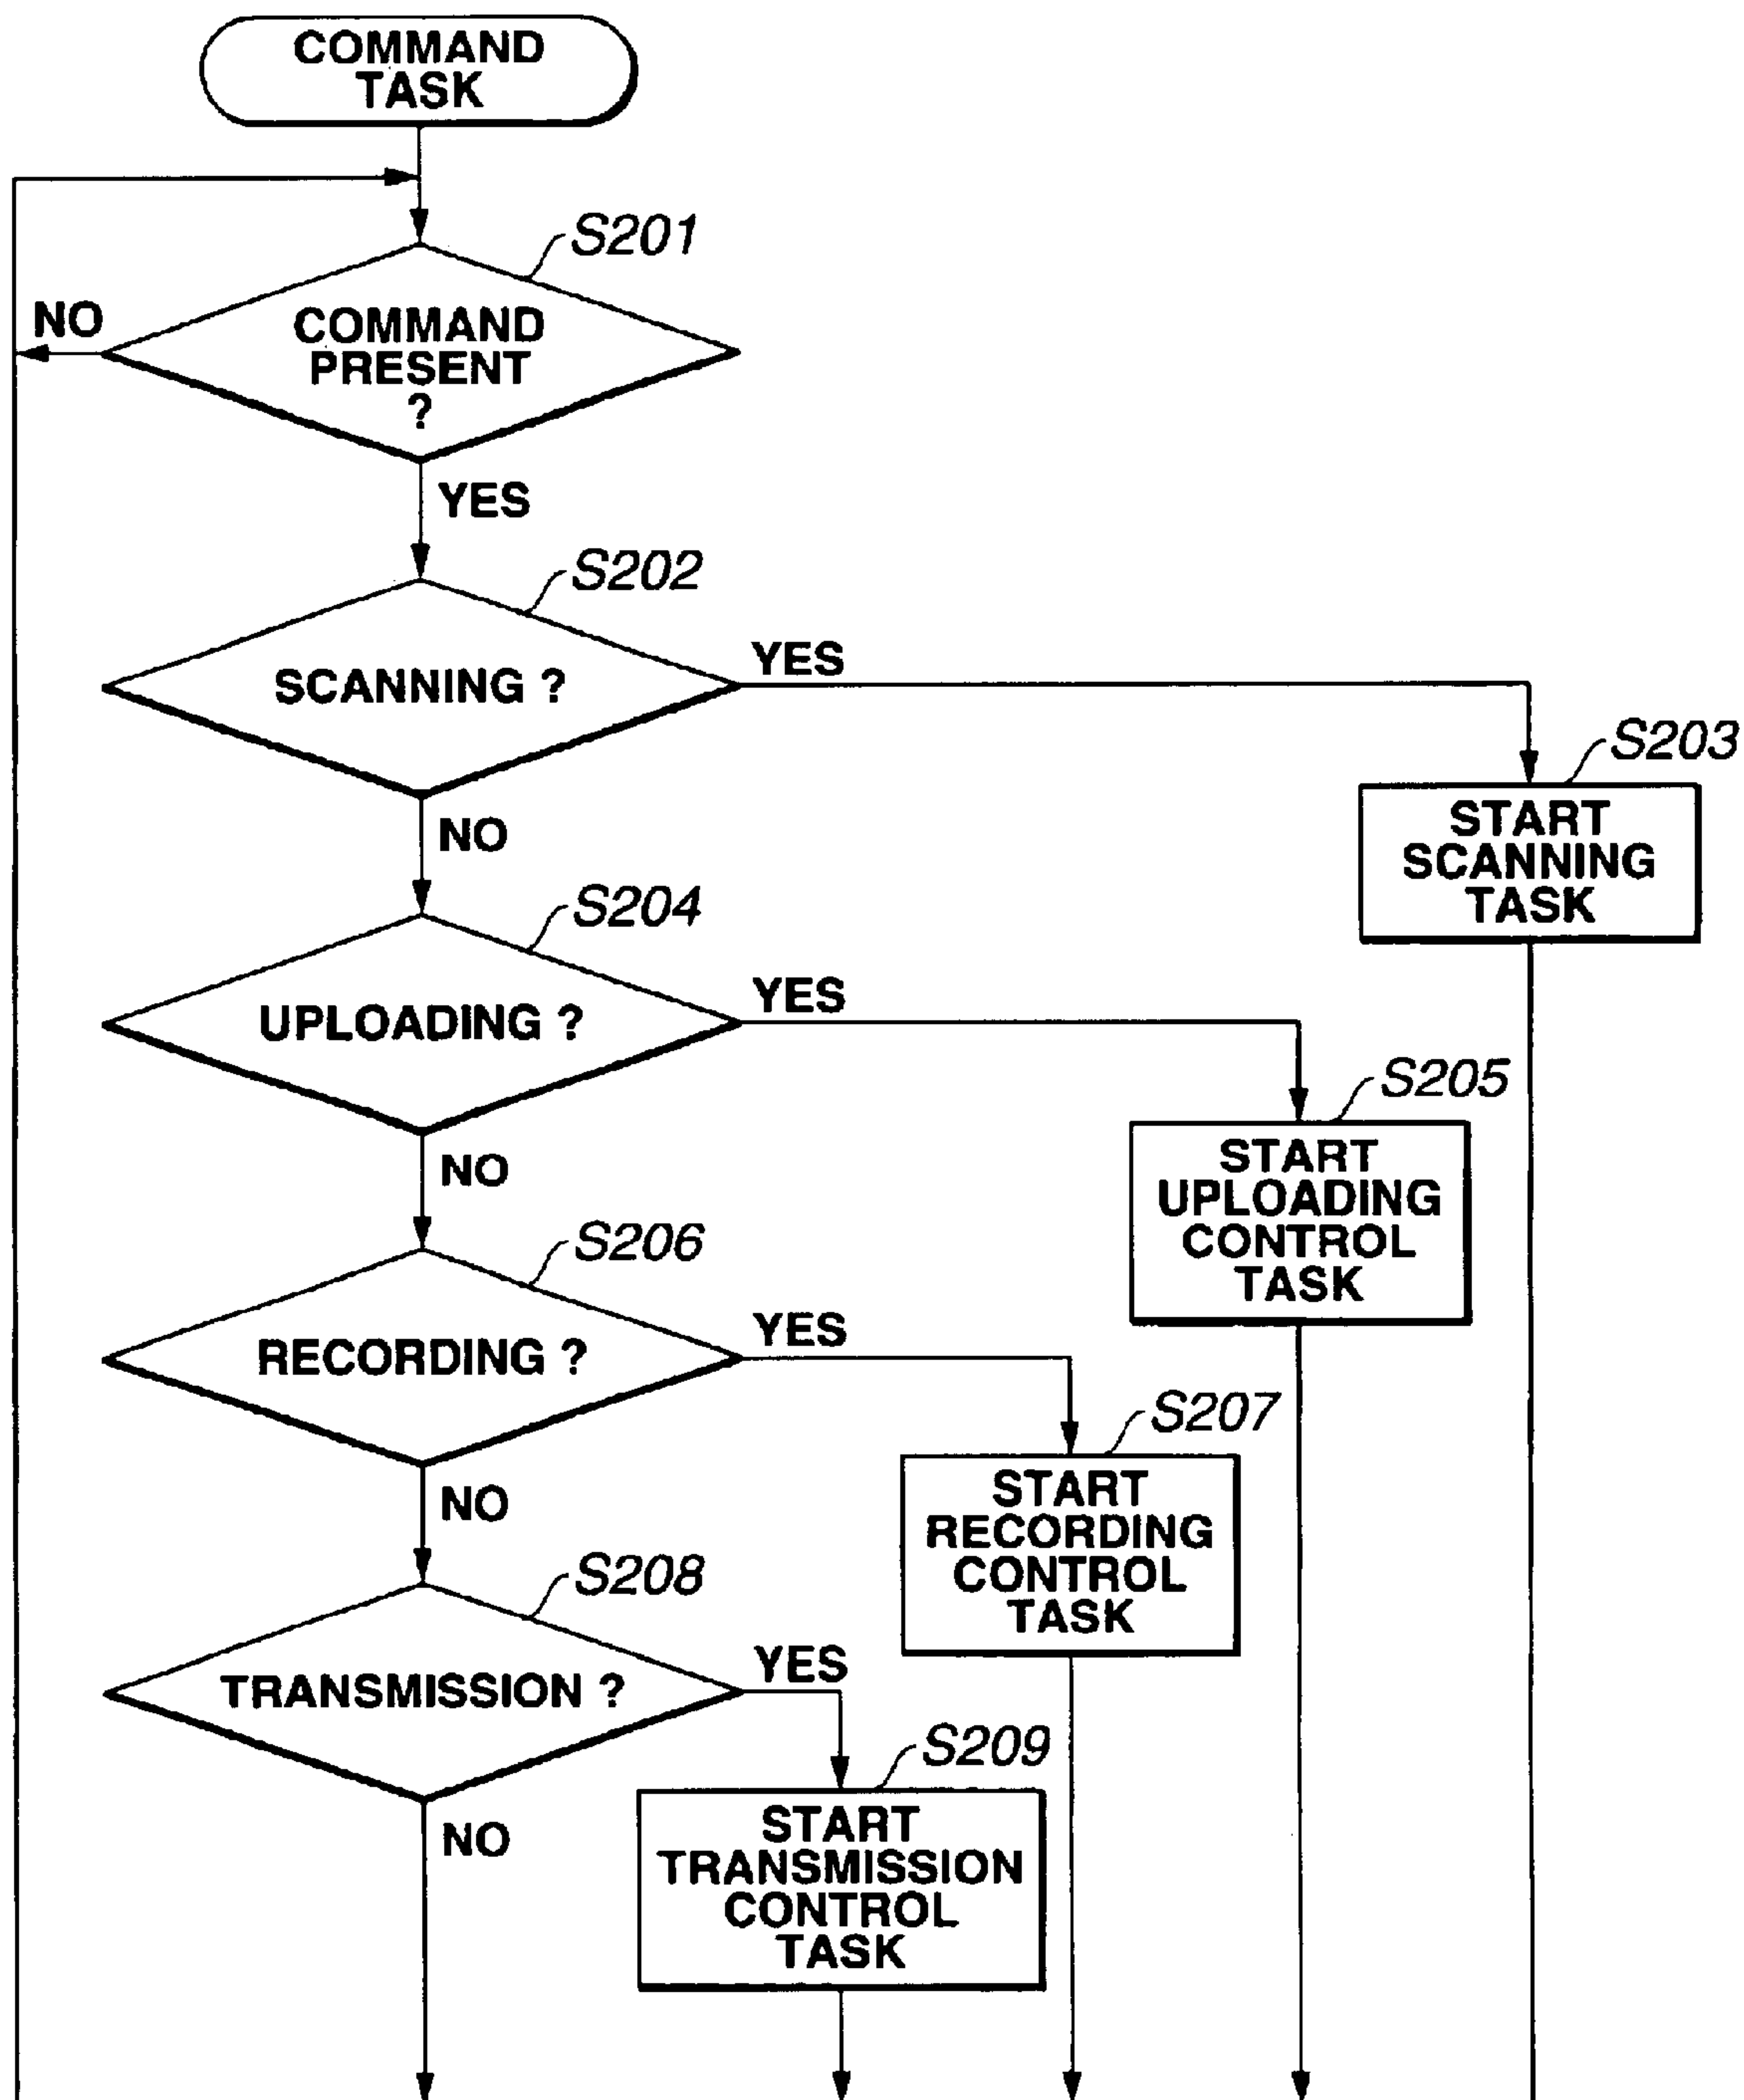 COMMAND
TASK
S201
NO
COMMAND
PRESENT
?
YES
S202
SCANNING ?
YES
S203
NO
START
SCANNING
TASK
S204
UPLOADING ?
YES
S205
NO
START
UPLOADING
CONTROL
TASK
S206
RECORDING ?
YES
S207
NO
START
RECORDING
CONTROL
TASK
S208
TRANSMISSION ?
YES
S209
NO
START
TRANSMISSION
CONTROL
TASK